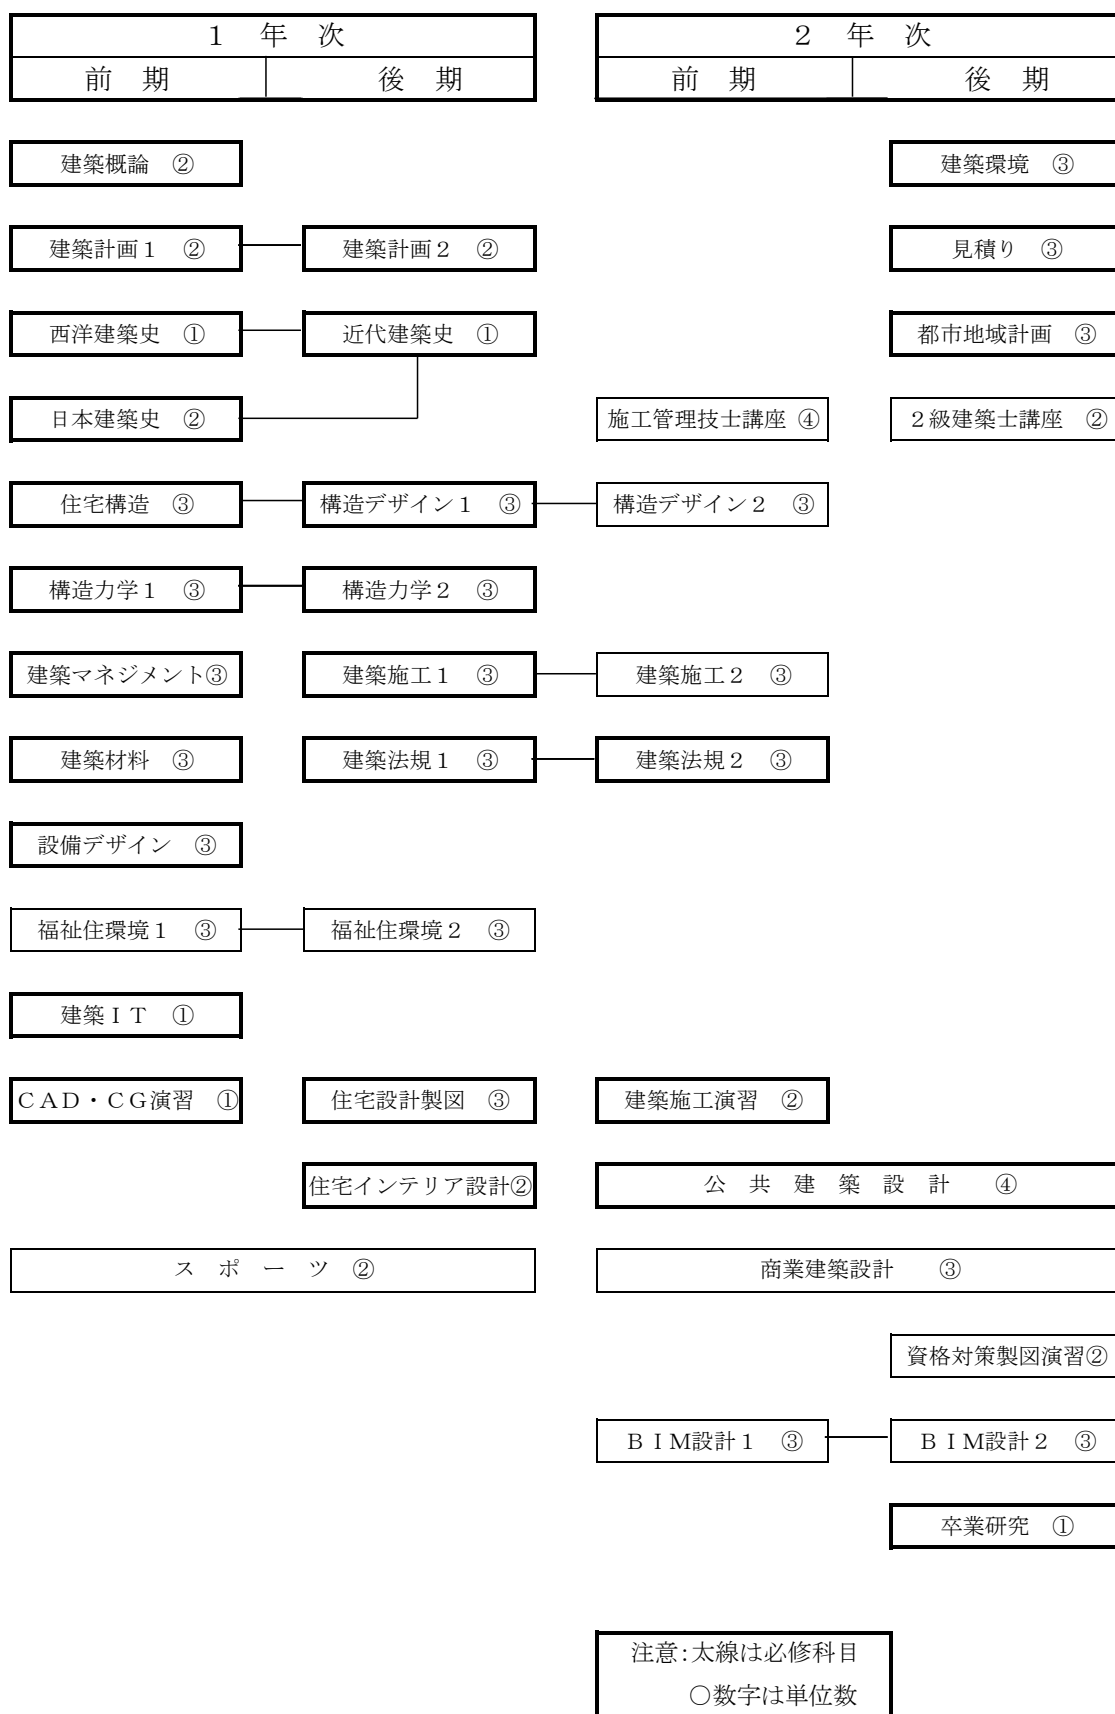 １　年　次　２　年　次
前　期　後　期　前　期　後　期
建築概論　②　建築環境　③
建築計画１　②　建築計画２　②　見積り　③
西洋建築史　①　近代建築史　①　都市地域計画　③
日本建築史　②　施工管理技士講座 ④　２級建築士講座　②
住宅構造　③　構造デザイン１　③　構造デザイン２　③
構造力学１　③　構造力学２　③
建築マネジメント③　建築施工１　③　建築施工２　③
建築材料　③　建築法規１　③　建築法規２　③
設備デザイン　③
福祉住環境１　③　福祉住環境２　③
建築ＩＴ　①
ＣＡＤ・ＣＧ演習　①　住宅設計製図　③　建築施工演習　②
住宅インテリア設計②　公　共　建　築　設　計　④
ス　ポ　ー　ツ　②　商業建築設計　③
資格対策製図演習②
ＢＩＭ設計１　③　ＢＩＭ設計２　③
卒業研究　①
注意:太線は必修科目
○数字は単位数